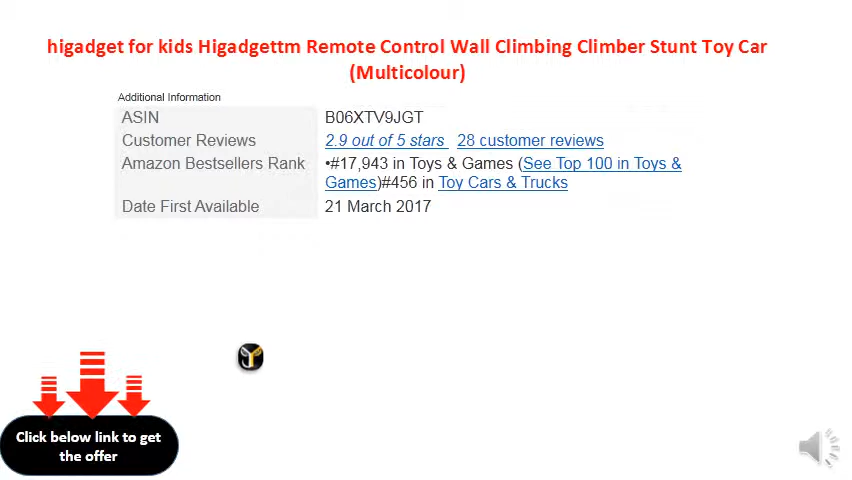 higadget for kids Higadgettm Remote Control Wall Climbing Climber Stunt Toy Car
(Multicolour)
Additional Information
ASIN B06XTV9JGT
Customer Reviews 2.9 out of 5 stars 28 customer reviews
Amazon Bestsellers Rank •#17,943 in Toys & Games (See Top 100 in Toys &
Games)#456 in Toy Cars & Trucks
Date First Available 21 March 2017
Click below link to get
the offer